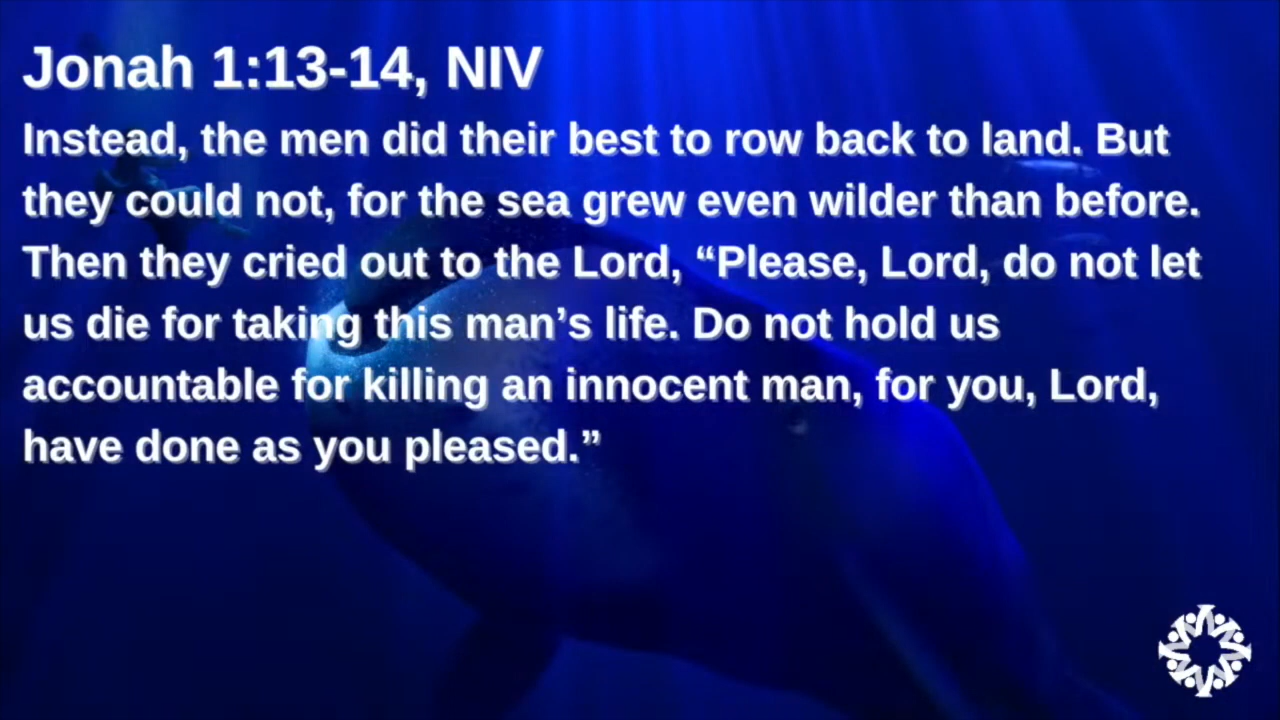 Jonah 1:13-14, NIV
Instead, the men did their best to row back to land. But
they could not, for the sea grew even wilder than before.
Then they cried out to the Lord, “Please, Lord, do not let
us die for taking this man’s life. Do not hold us
accountable for killing an innocent man, for you, Lord,
have done as you pleased.”